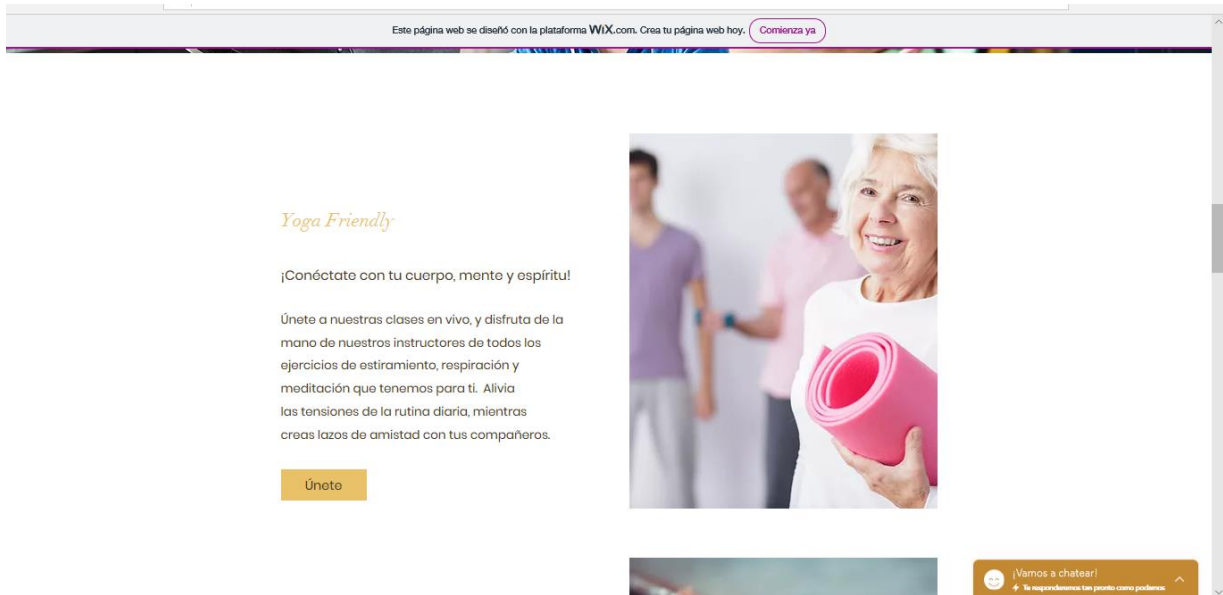 Este página web se diseñó con la plataforma WiX.com. Crea tu página web hoy. Comienza ya
Yoga Friendly
¡Conéctate con tu cuerpo, mente y espíritu!
Únete a nuestras clases en vivo, y disfruta de la
mano de nuestros instructores de todos los
ejercicios de estiramiento, respiración y
meditación que tenemos para ti. Alivia
las tensiones de la rutina diaria, mientras
creas lazos de amistad con tus compañeros.
Únete
¡Vamos a chatear!
Te responderemos tan pronto como podamos.